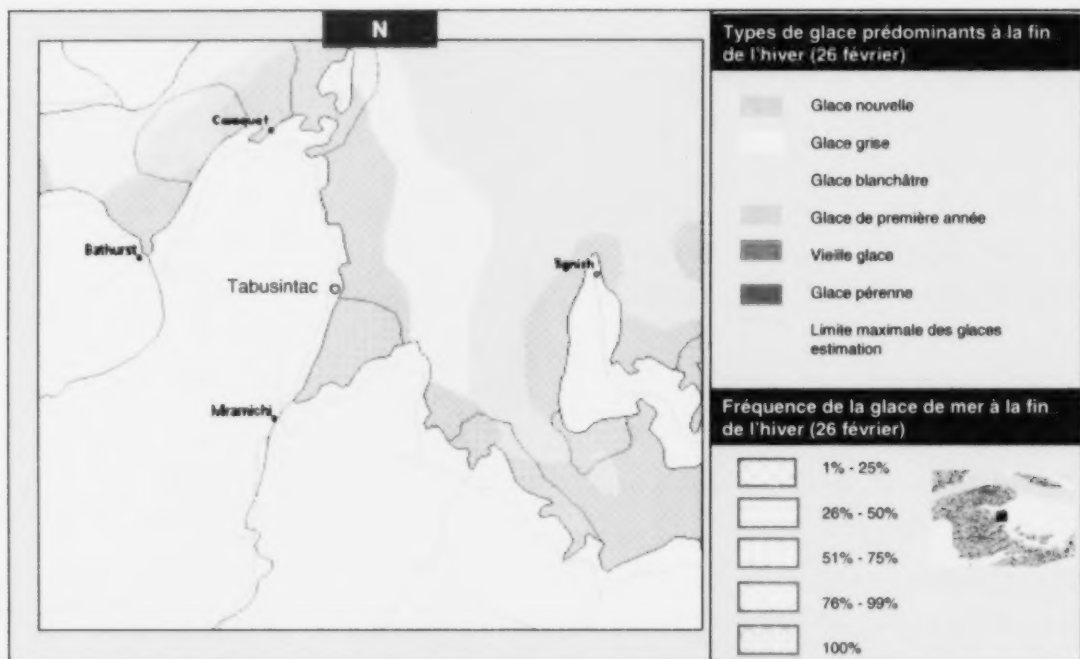 N
Caraquet
Bathurst
Tignish
Tabusintac
Miramichi
Types de glace prédominants à la fin
de l'hiver (26 février)
Glace nouvelle
Glace grise
Glace blanchâtre
Glace de première année
Vieille glace
Glace pérenne
Limite maximale des glaces
estimation
Fréquence de la glace de mer à la fin
de l'hiver (26 février)
1% - 25%
26% - 50%
51% - 75%
76% - 99%
100%